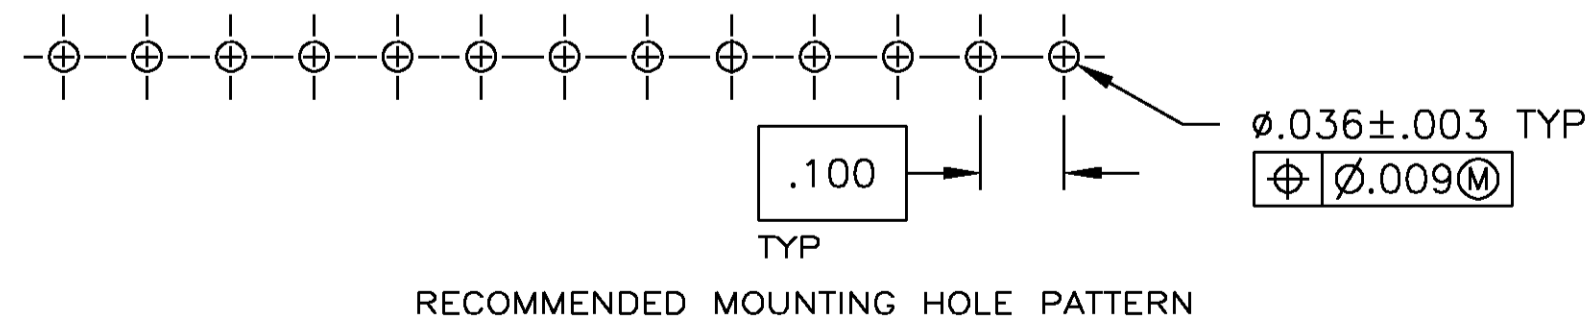 ⌀.036±.003 TYP
⌖ ⌀.009Ⓜ
.100
TYP
RECOMMENDED MOUNTING HOLE PATTERN